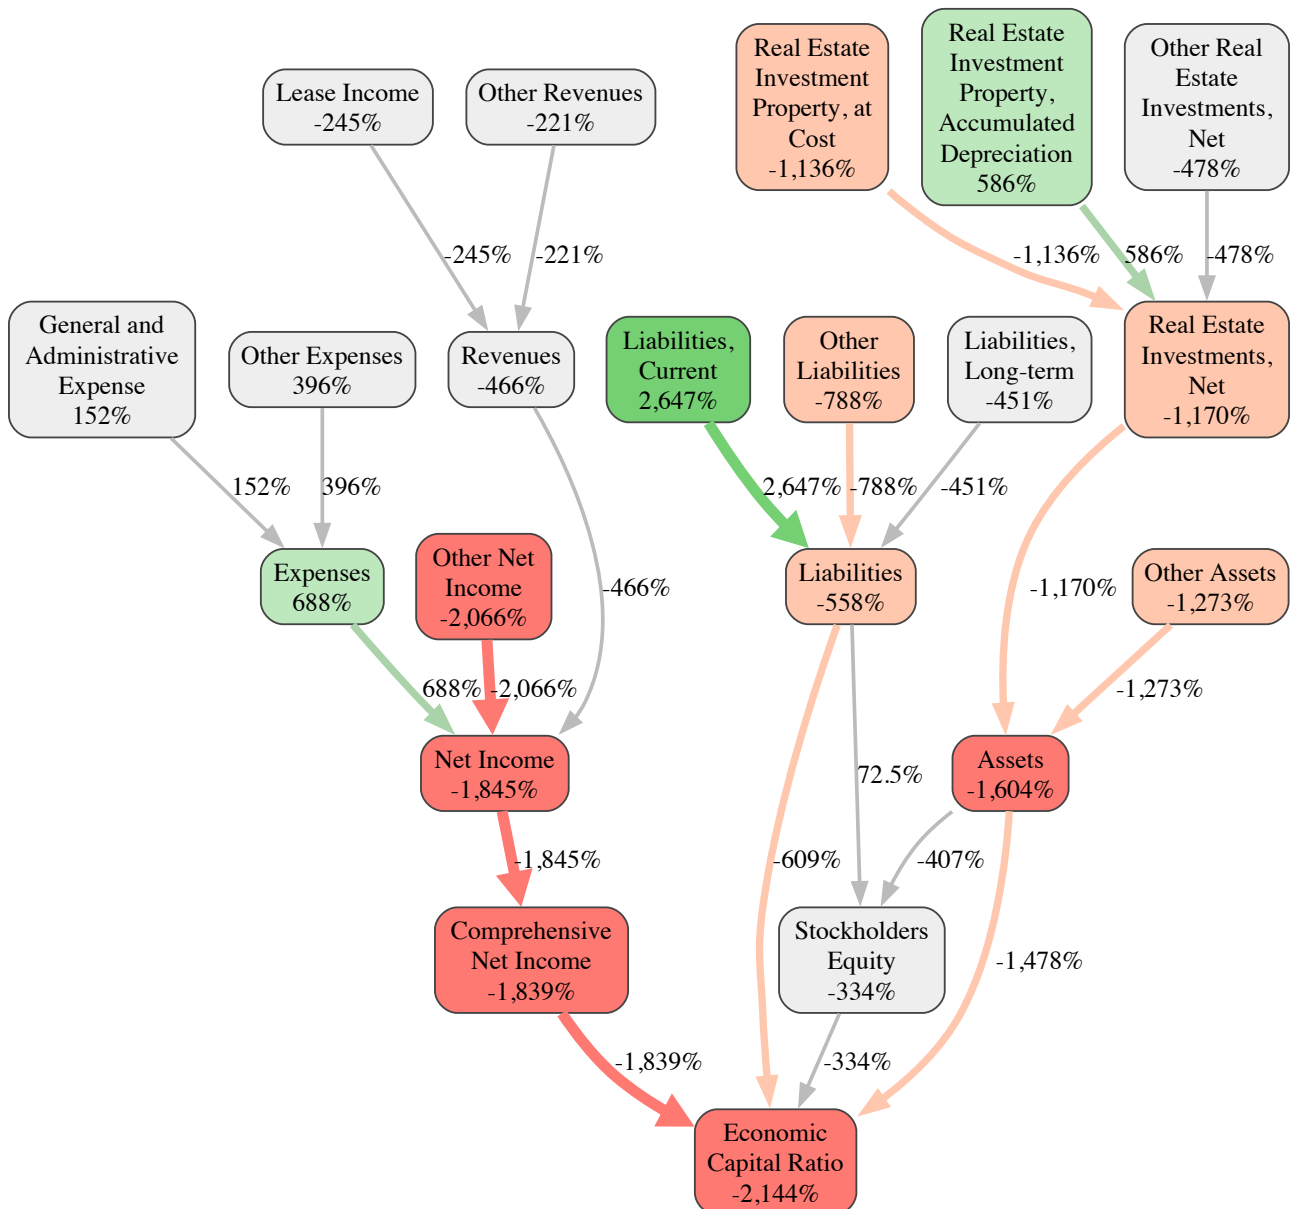 Real Estate
Investment
Property, at
Cost
-1,136%
Real Estate
Investment
Property,
Accumulated
Depreciation
586%
Other Real
Estate
Investments,
Net
-478%
Lease Income
-245%
Other Revenues
-221%
-245%
-221%
-1,136%
586%
-478%
General and
Administrative
Expense
152%
Other Expenses
396%
Revenues
-466%
Liabilities,
Current
2,647%
Other
Liabilities
-788%
Liabilities,
Long-term
-451%
Real Estate
Investments,
Net
-1,170%
152%
396%
2,647%
-788%
-451%
Expenses
688%
Other Net
Income
-2,066%
-466%
Liabilities
-558%
-1,170%
Other Assets
-1,273%
688%
-2,066%
-1,273%
Net Income
-1,845%
72.5%
Assets
-1,604%
-1,845%
-609%
-407%
Comprehensive
Net Income
-1,839%
Stockholders
Equity
-334%
-1,478%
-1,839%
-334%
Economic
Capital Ratio
-2,144%